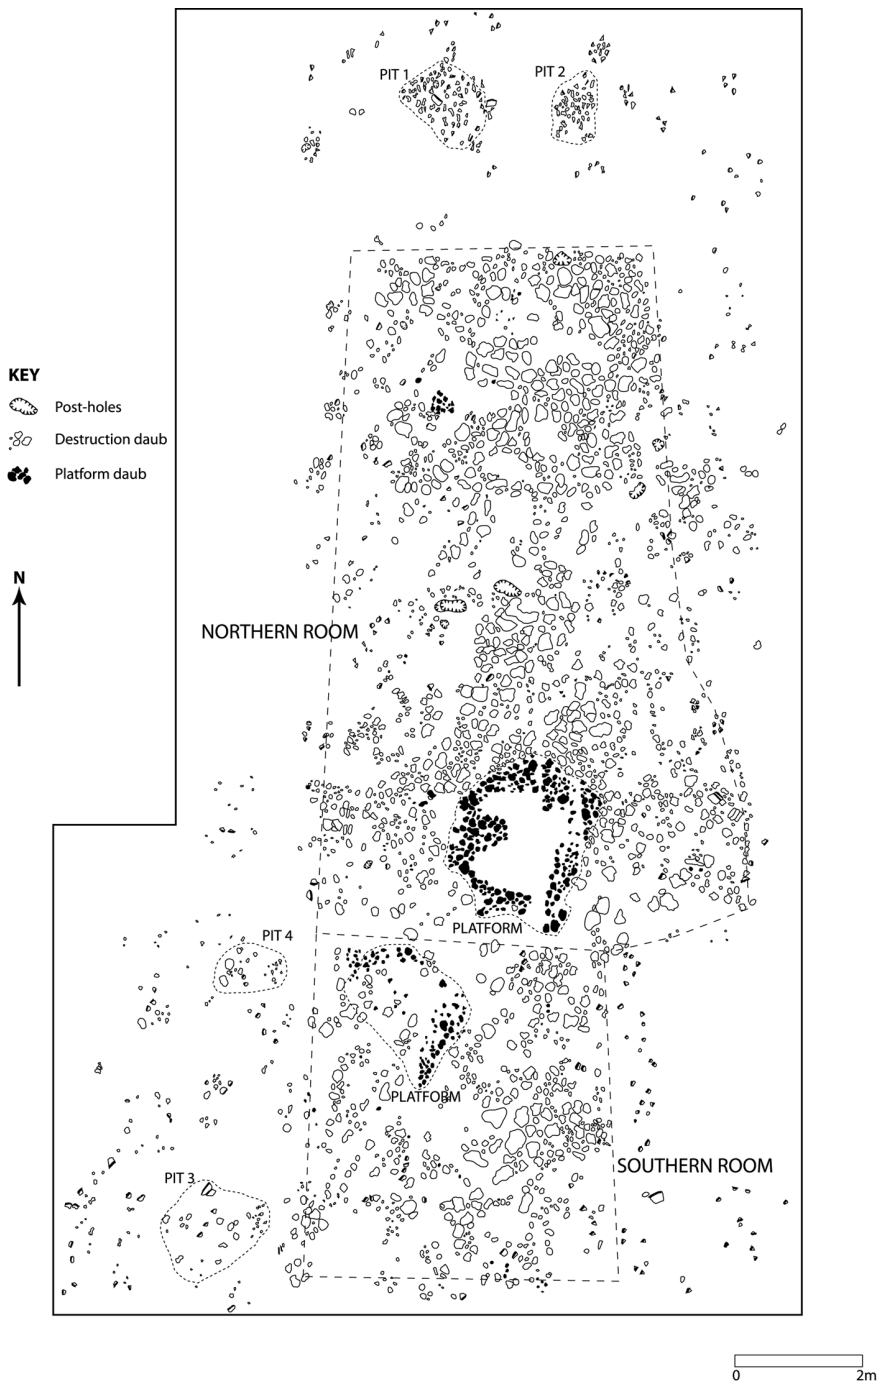 PIT 1
PIT 2
KEY
Post-holes
Destruction daub
Platform daub
N
NORTHERN ROOM
PLATFORM
PIT 4
PLATFORM
SOUTHERN ROOM
PIT 3
0
2m